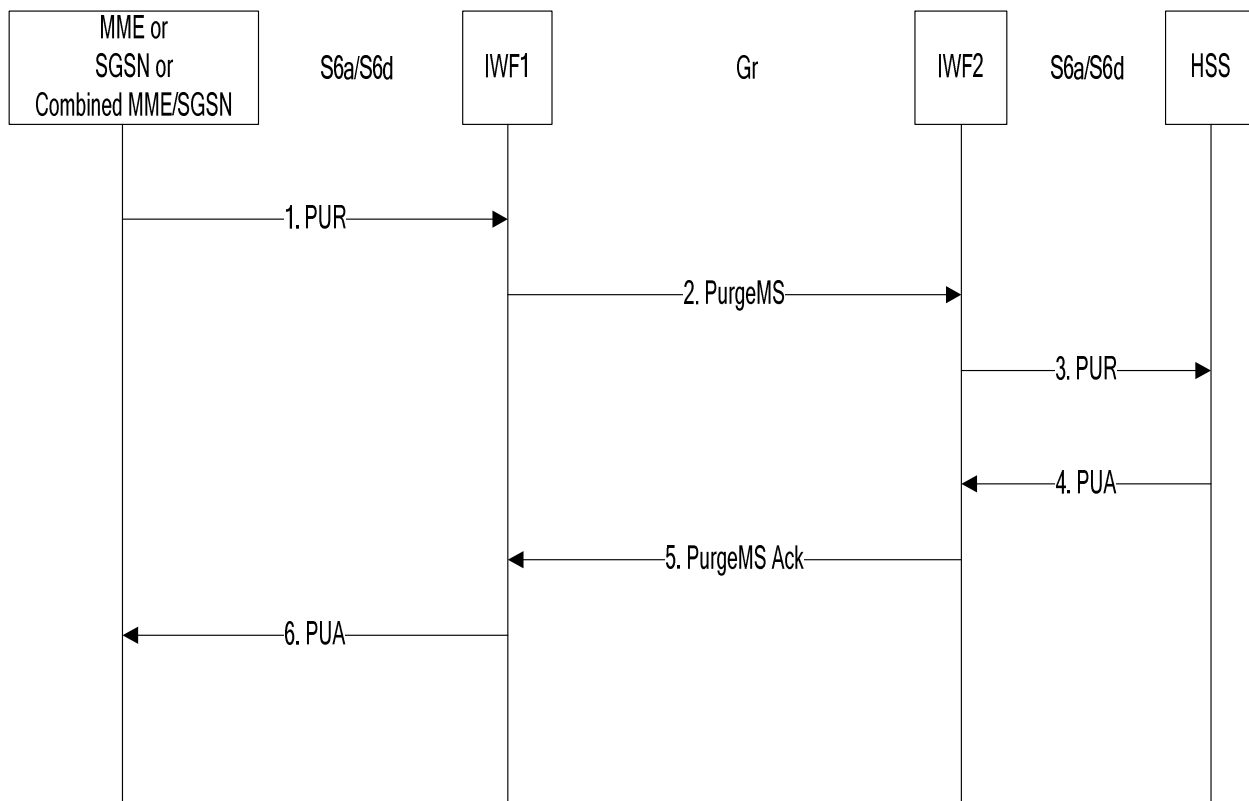 MME or
SGSN or
Combined MME/SGSN
S6a/S6d
IWF1
Gr
IWF2
S6a/S6d
HSS
1. PUR
2. PurgeMS
3. PUR
4. PUA
5. PurgeMS Ack
6. PUA